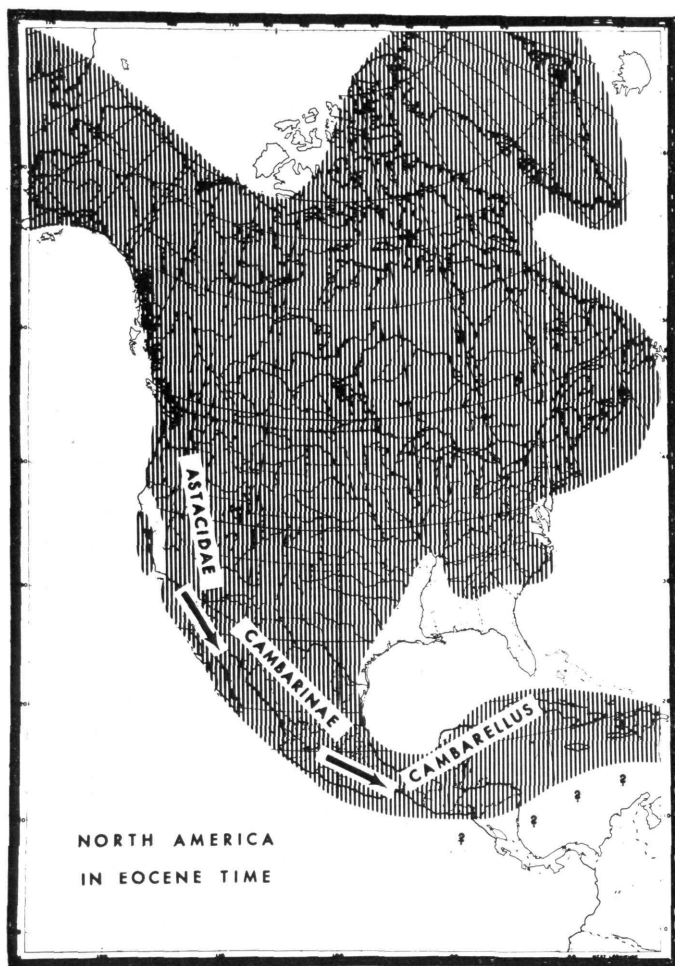 ASTACIDAE
CAMBARINAE
CAMBARELLUS
? ? ? ?
NORTH AMERICA
IN EOCENE TIME